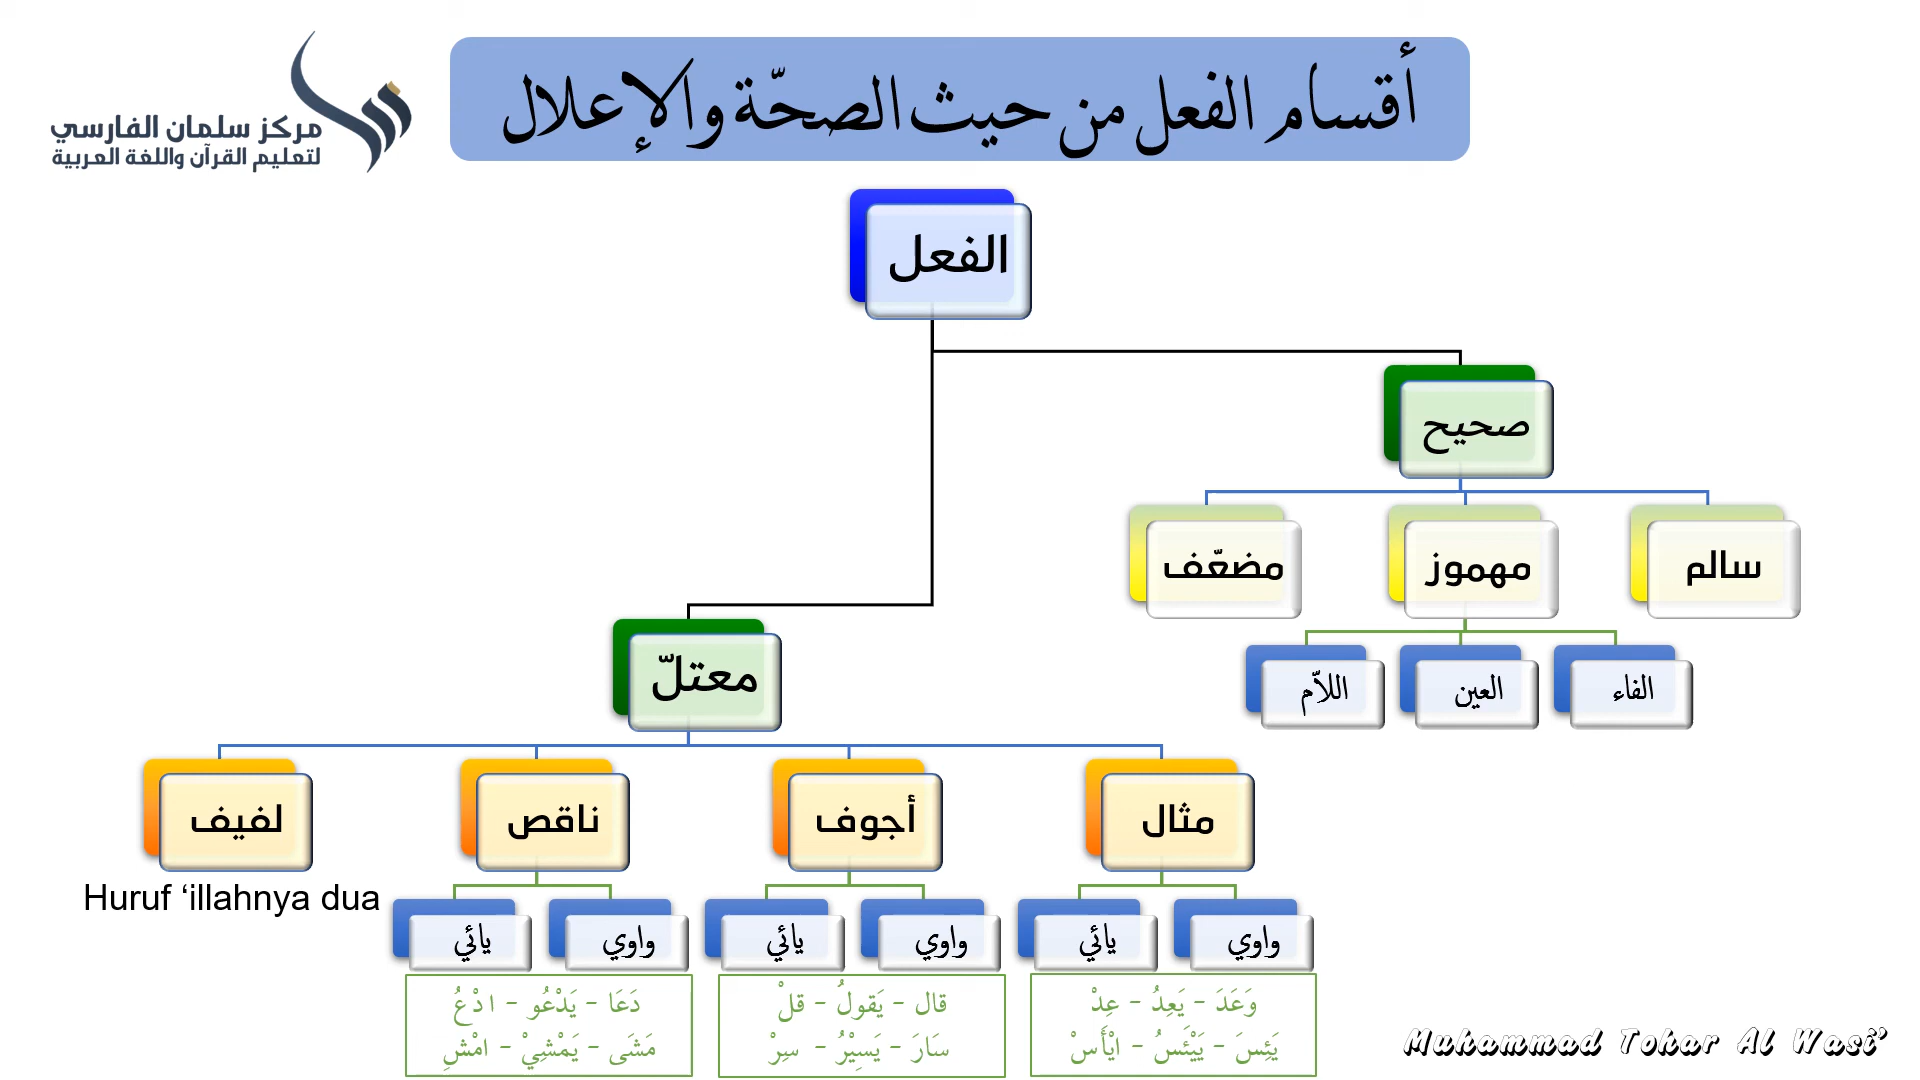 أقسام الفعل من حيث الصحّة والإعلال
مركز سلمان الفارسي
لتعليم القرآن واللغة العربية
الفعل
صحيح
سالم
مهموز
مضعّف
الفاء
العين
اللاّم
معتلّ
مثال
أجوف
ناقص
لفيف
Huruf ‘illahnya dua
واوي
يائي
واوي
يائي
واوي
يائي
وَعَدَ - يَعِدُ - عِدْ
يَئِسَ - يَيْئَسُ - ايْأَسْ
قال - يَقولُ - قلْ
سَارَ - يَسِيْرُ - سِرْ
دَعَا - يَدْعُو - ادْعُ
مَشَى - يَمْشِيْ - امْشِ
Muhammad Tohar Al Wasi’